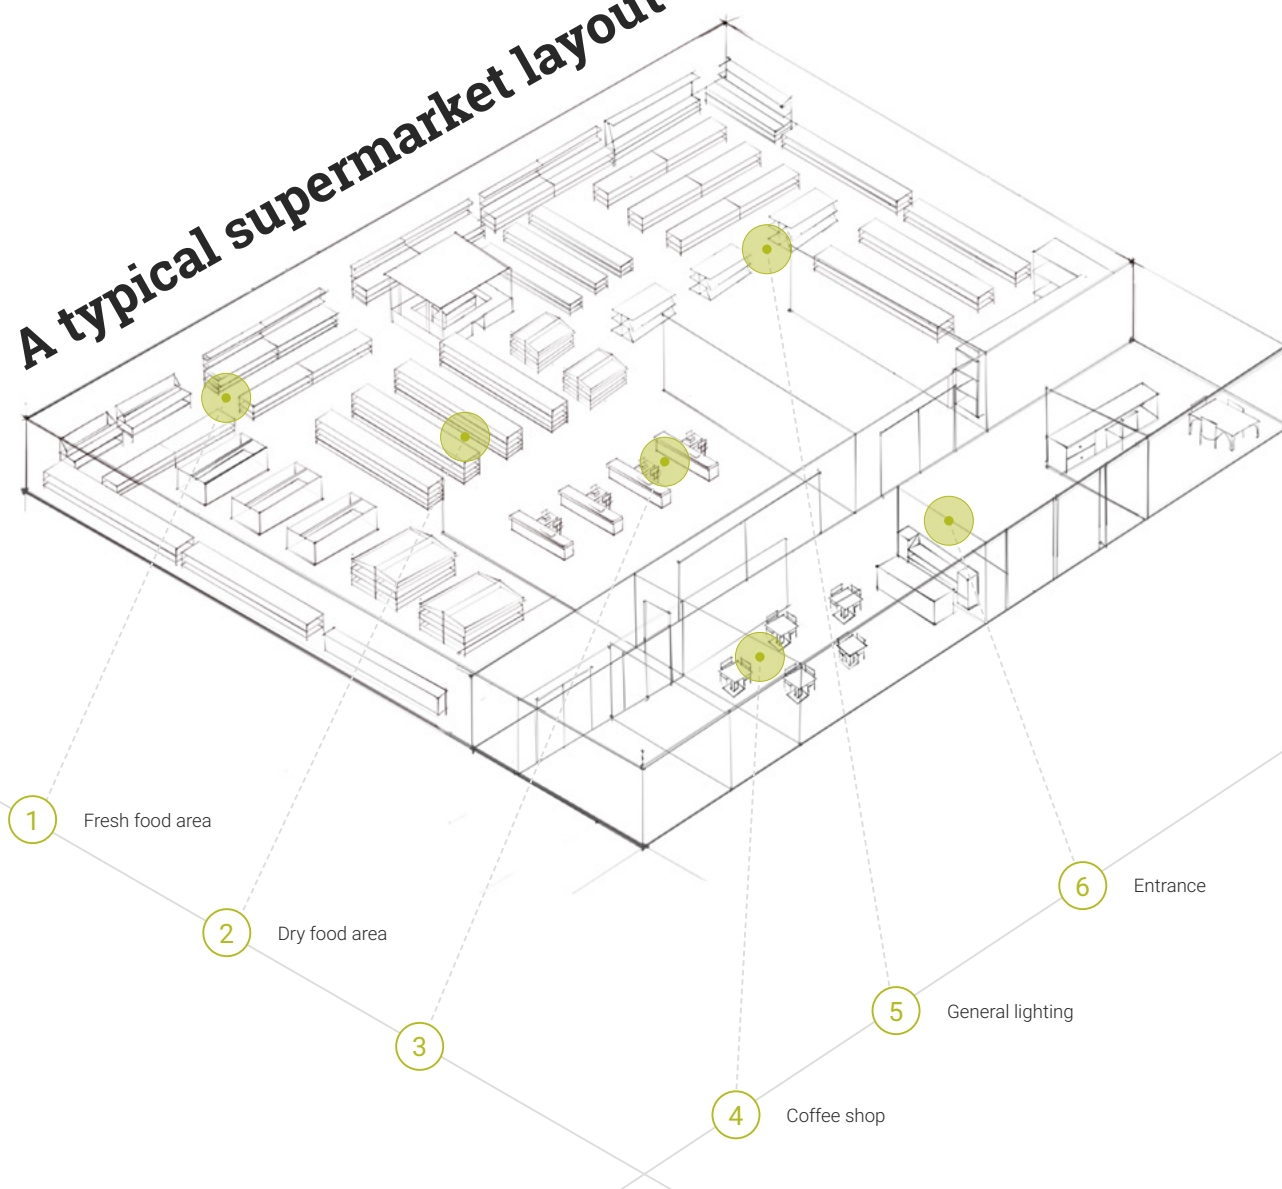 A typical supermarket layout
1 Fresh food area
2 Dry food area
3
6 Entrance
5 General lighting
4 Coffee shop